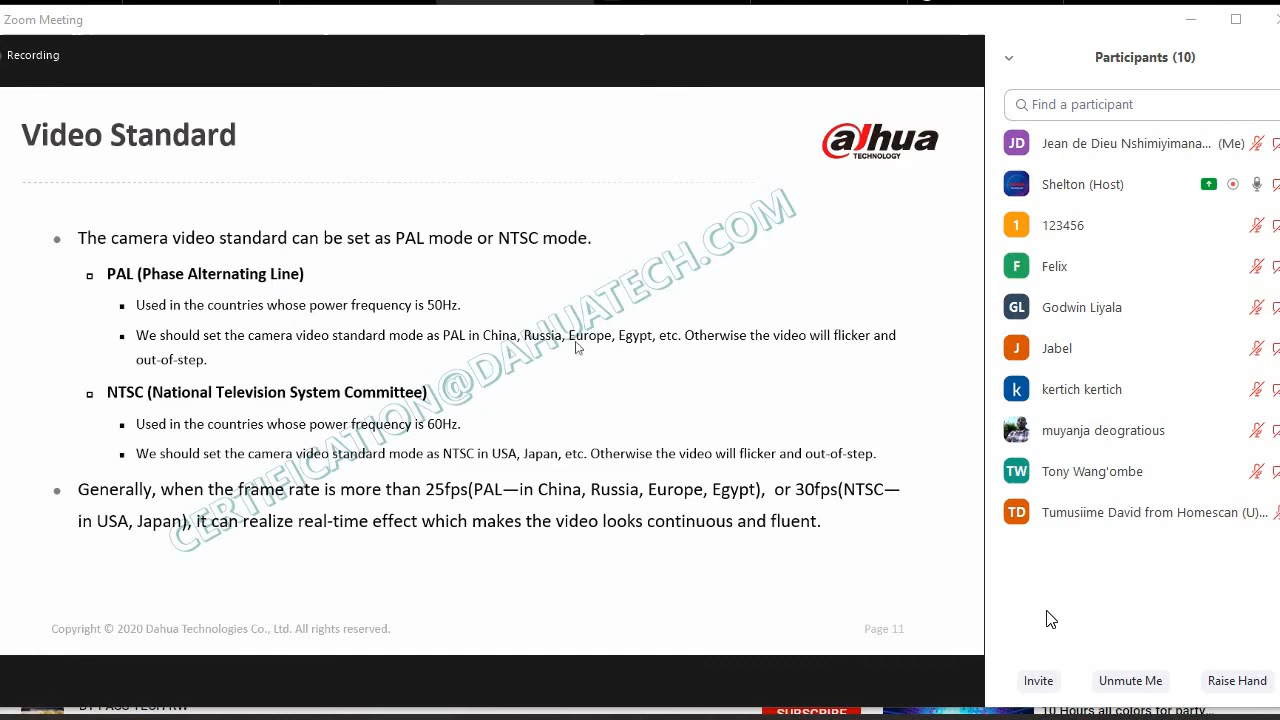 Zoom Meeting
Recording
Video Standard
alhua
TECHNOLOGY
The camera video standard can be set as PAL mode or NTSC mode.
PAL (Phase Alternating Line)
Used in the countries whose power frequency is 50Hz.
We should set the camera video standard mode as PAL in China, Russia, Europe, Egypt, etc. Otherwise the video will flicker and
out-of-step.
NTSC (National Television System Committee)
Used in the countries whose power frequency is 60Hz.
We should set the camera video standard mode as NTSC in USA, Japan, etc. Otherwise the video will flicker and out-of-step.
Generally, when the frame rate is more than 25fps(PAL—in China, Russia, Europe, Egypt), or 30fps(NTSC—
in USA, Japan), it can realize real-time effect which makes the video looks continuous and fluent.
CERTIFICATION@DAHUATECH.COM
Copyright © 2020 Dahua Technologies Co., Ltd. All rights reserved.
Page 11
Participants (10)
Find a participant
JD Jean de Dieu Nshimiyimana... (Me)
Shelton (Host)
1 123456
F Felix
GL Godwin Liyala
J Jabel
k kertich kertich
muyanja deogratious
TW Tony Wang'ombe
TD Tumusiime David from Homescan (U)...
Invite
Unmute Me
Raise Hand
SUBSCRIBE
10 Hours all colors for party...